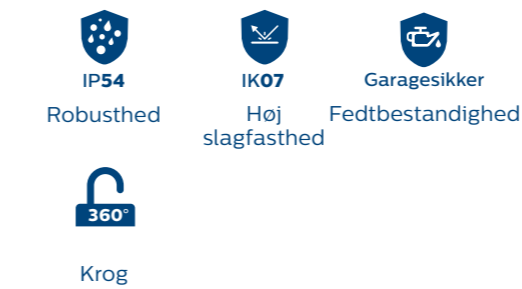 IP54
IK07
Garagesikker
Robusthed
Høj
slagfasthed
Fedtbestandighed
360°
Krog